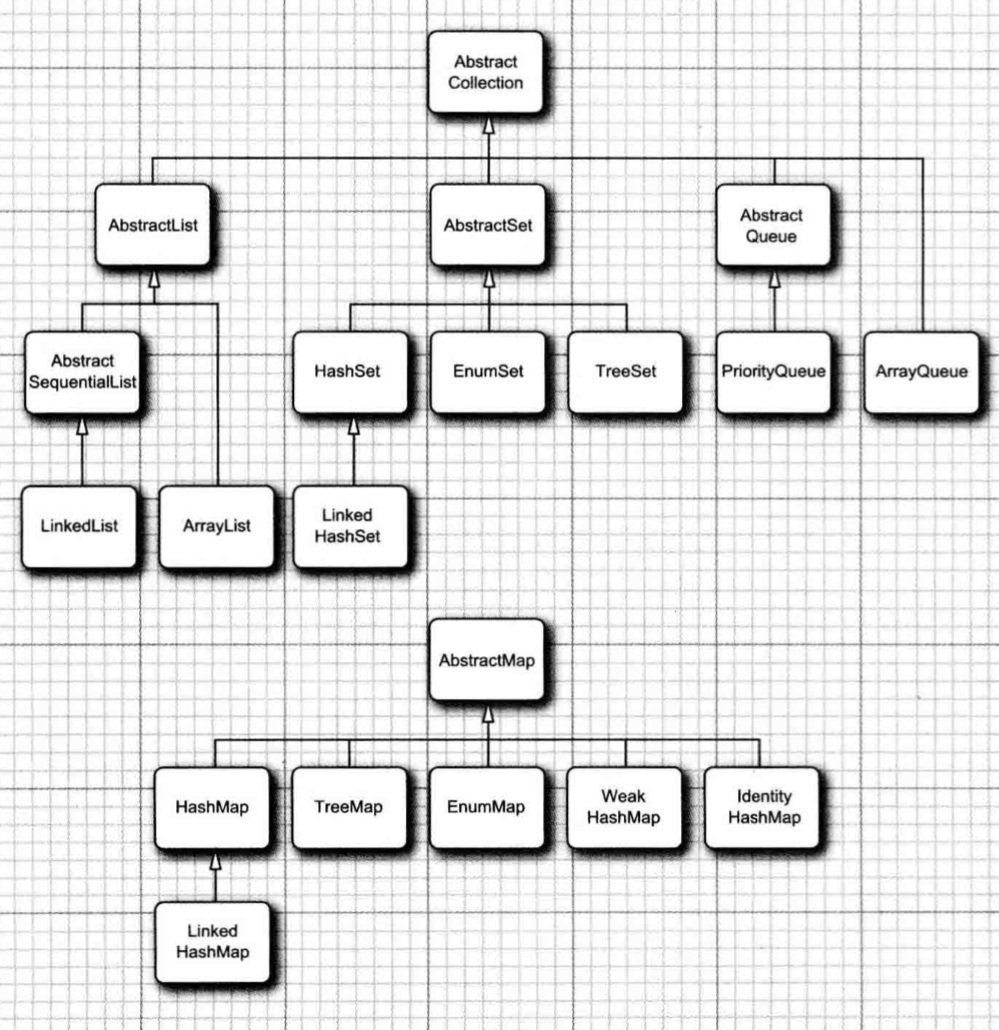 Abstract
Collection
AbstractList
AbstractSet
Abstract
Queue
Abstract
SequentialList
HashSet
EnumSet
TreeSet
PriorityQueue
ArrayQueue
LinkedList
ArrayList
Linked
HashSet
AbstractMap
HashMap
TreeMap
EnumMap
Weak
HashMap
Identity
HashMap
Linked
HashMap